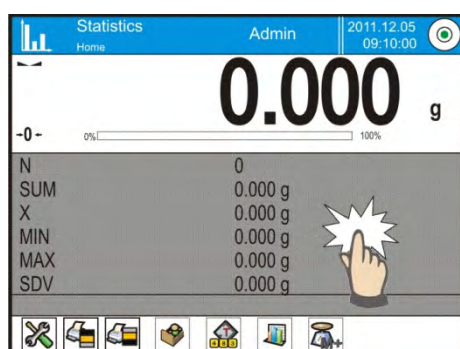 Statistics
Home
Admin
2011.12.05
09:10:00
0.000 g
→0←
0% 100%
N 0
SUM 0.000 g
X 0.000 g
MIN 0.000 g
MAX 0.000 g
SDV 0.000 g